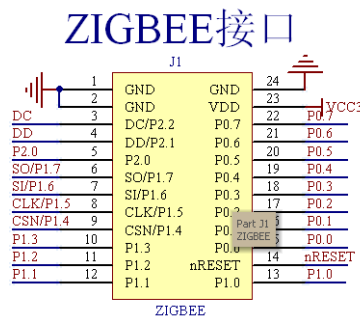 ZIGBEE接口
J1
1 GND GND 24
2 GND VDD 23 VCC3
DC 3 DC/P2.2 P0.7 22 P0.7
DD 4 DD/P2.1 P0.6 21 P0.6
P2.0 5 P2.0 P0.5 20 P0.5
SO/P1.7 6 SO/P1.7 P0.4 19 P0.4
SI/P1.6 7 SI/P1.6 P0.3 18 P0.3
CLK/P1.5 8 CLK/P1.5 P0.2 17 P0.2
CSN/P1.4 9 CSN/P1.4 P0. P0.1
P1.3 10 P1.3 P0.0 P0.0
P1.2 11 P1.2 nRESET 14 nRESET
P1.1 12 P1.1 P1.0 13 P1.0
Part J1
ZIGBEE
ZIGBEE